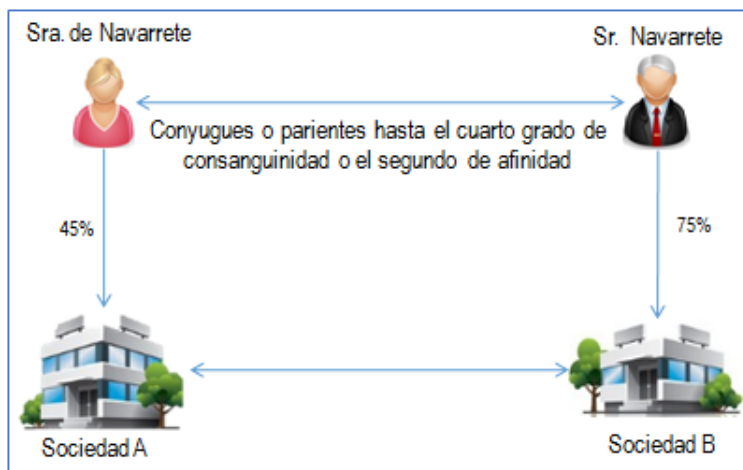 Sra. de Navarrete
Sr. Navarrete
Conyugues o parientes hasta el cuarto grado de
consanguinidad o el segundo de afinidad
45%
75%
Sociedad A
Sociedad B